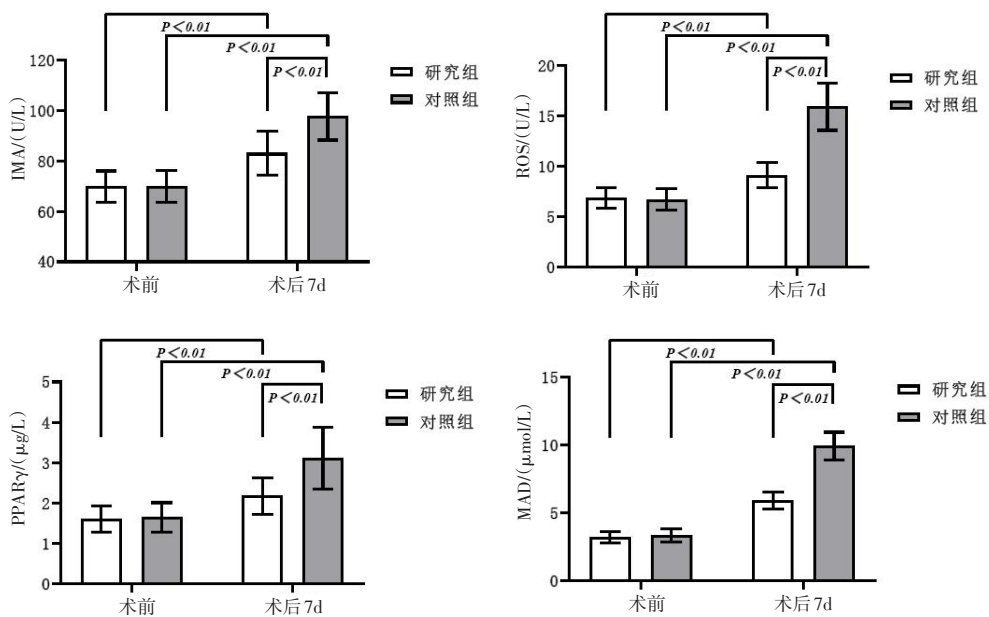 P＜0.01
P＜0.01
P＜0.01
120
100
80
60
40
IMA/(U/L)
术前
术后7d
研究组
对照组
P＜0.01
P＜0.01
P＜0.01
20
15
10
5
0
ROS/(U/L)
术前
术后7d
研究组
对照组
P＜0.01
P＜0.01
P＜0.01
5
4
3
2
1
0
PPARγ/(μg/L)
术前
术后7d
研究组
对照组
P＜0.01
P＜0.01
P＜0.01
15
10
5
0
MAD/(μmol/L)
术前
术后7d
研究组
对照组